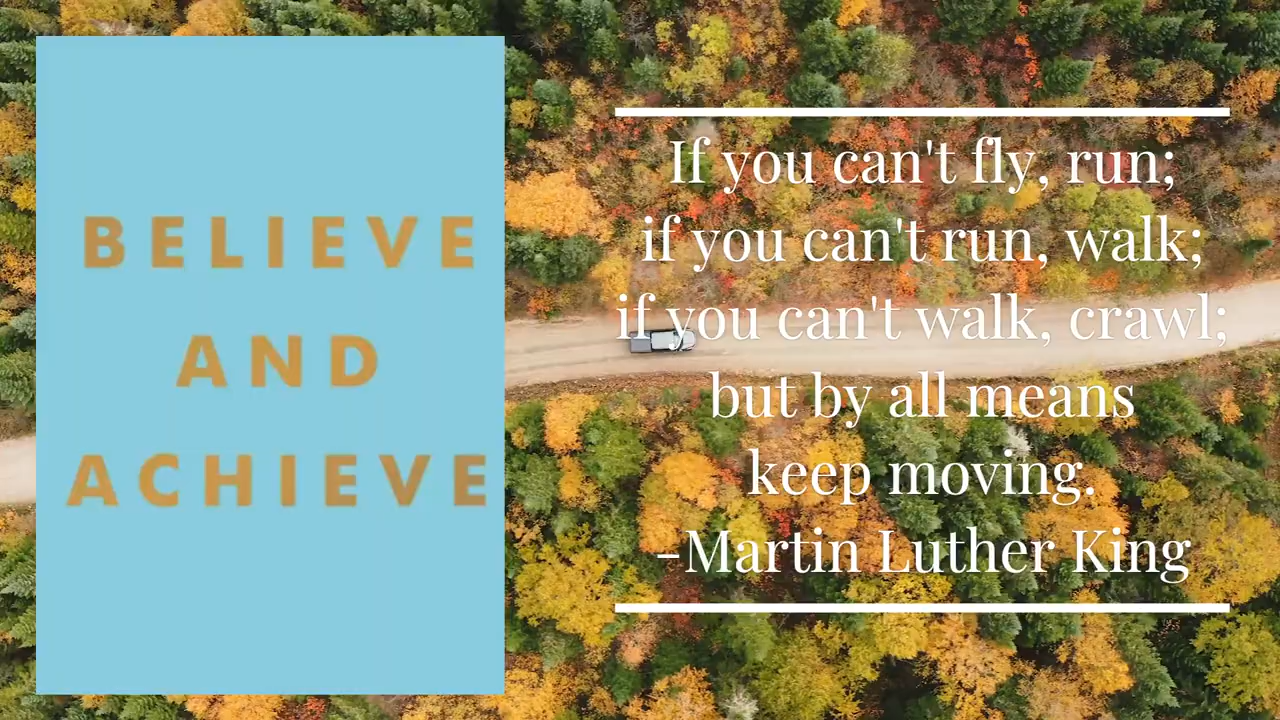 BELIEVE
AND
ACHIEVE
If you can't fly, run;
if you can't run, walk;
if you can't walk, crawl;
but by all means
keep moving.
-Martin Luther King